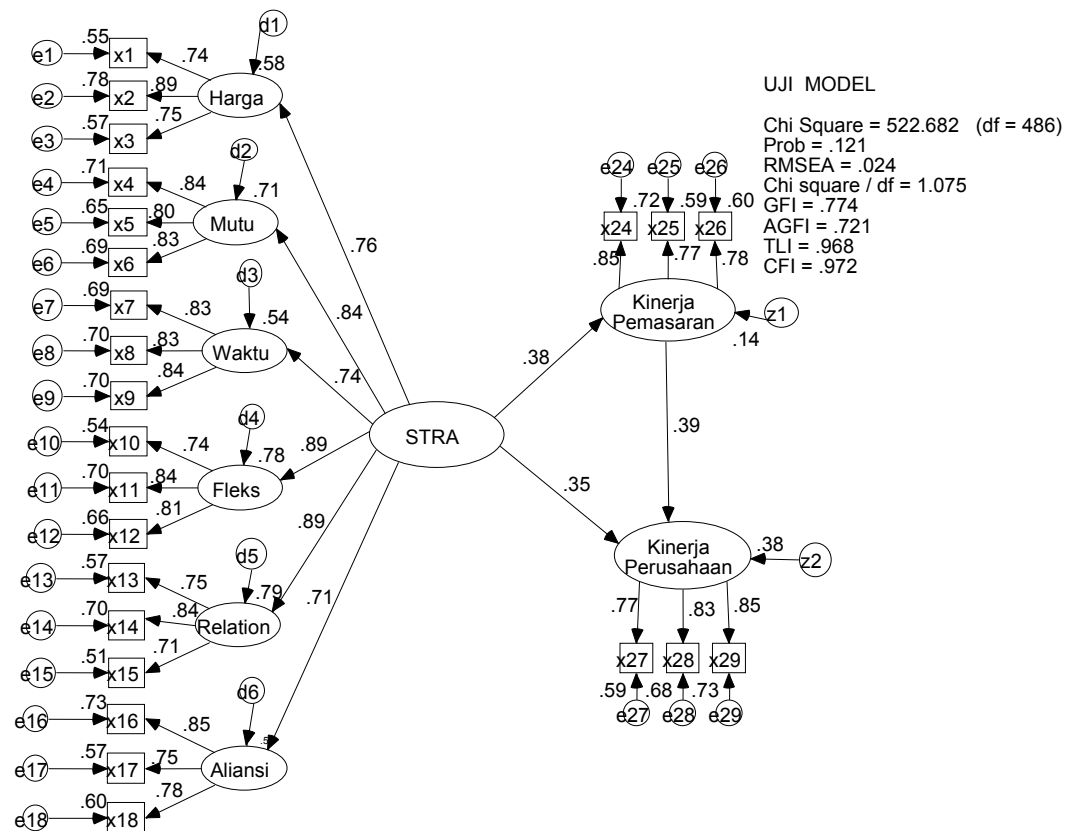 d1
e1 .55 x1 .74
.58
e2 .78 x2 .89 Harga
e3 .57 x3 .75
d2
e4 .71 x4 .84 .71
e5 .65 x5 .80 Mutu
e6 .69 x6 .83
d3
e7 .69 x7 .83 .54
e8 .70 x8 .83 Waktu
e9 .70 x9 .84
d4
e10 .54 x10 .74 .78
e11 .70 x11 .84 Fleks
e12 .66 x12 .81
d5
e13 .57 x13 .75 .79
e14 .70 x14 .84 Relation
e15 .51 x15 .71
d6
e16 .73 x16 .85
e17 .57 x17 .75 Aliansi
e18 .60 x18 .78
.76
.84
.74
.89
.89
.71
STRA
.38
.35
.39
e24 e25 e26
.72 .59 .60
x24 x25 x26
.85 .77 .78
Kinerja
Pemasaran
z1
.14
Kinerja
Perusahaan
.38
z2
.77 .83 .85
x27 x28 x29
.59 .68 .73
e27 e28 e29
UJI MODEL
Chi Square = 522.682 (df = 486)
Prob = .121
RMSEA = .024
Chi square / df = 1.075
GFI = .774
AGFI = .721
TLI = .968
CFI = .972